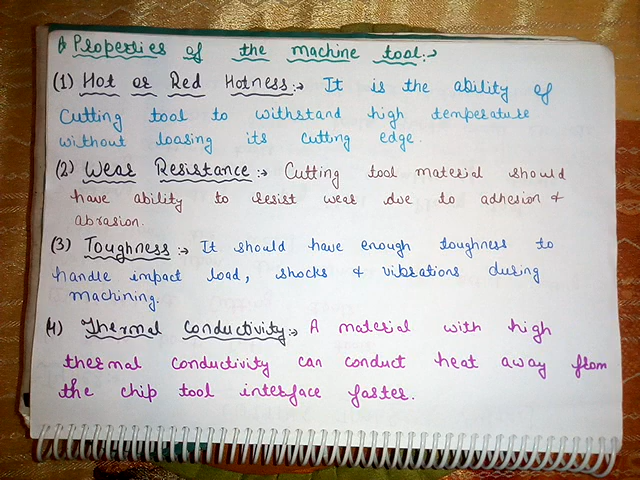 Properties of the machine tool:→
(1) Hot or Red Hotness:→ It is the ability of
Cutting tool to withstand high temperature
without loasing its cutting edge.
(2) Wear Resistance:→ Cutting tool material should
have ability to resist wear due to adhesion &
abrasion.
(3) Toughness:→ It should have enough toughness to
handle impact load, shocks & vibrations during
machining.
(4) Thermal Conductivity:→ A material with high
thermal conductivity can conduct heat away from
the chip tool interface faster.